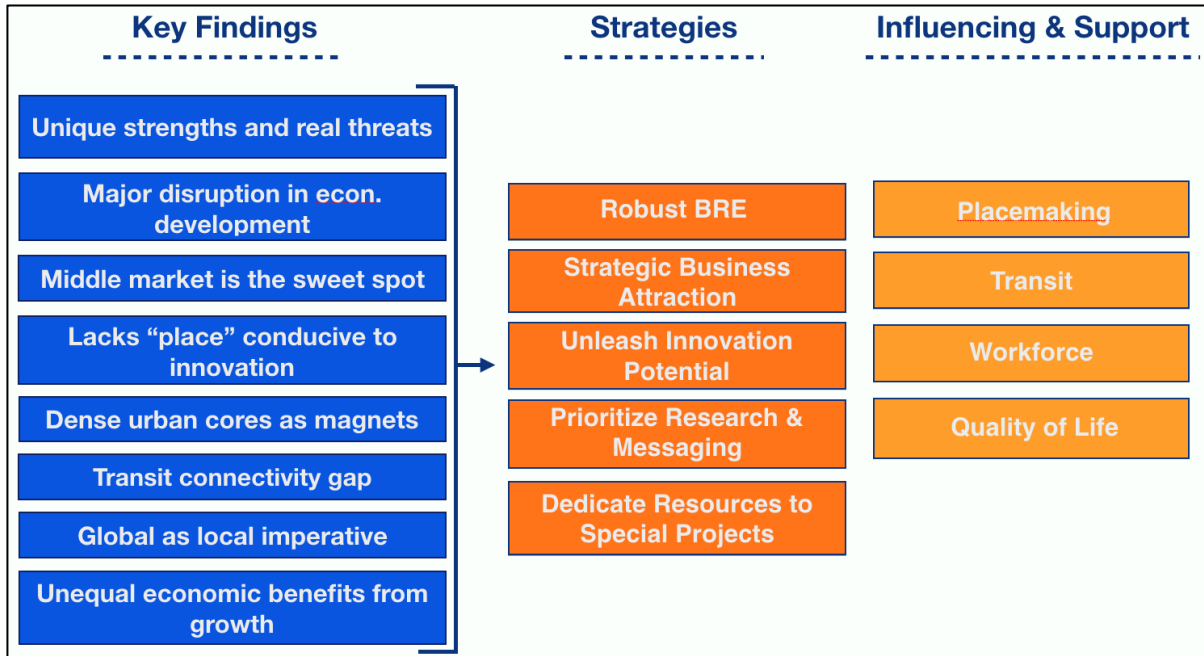 Key Findings
Unique strengths and real threats
Major disruption in econ.
development
Middle market is the sweet spot
Lacks “place” conducive to
innovation
Dense urban cores as magnets
Transit connectivity gap
Global as local imperative
Unequal economic benefits from
growth
Strategies
Robust BRE
Strategic Business
Attraction
Unleash Innovation
Potential
Prioritize Research &
Messaging
Dedicate Resources to
Special Projects
Influencing & Support
Placemaking
Transit
Workforce
Quality of Life